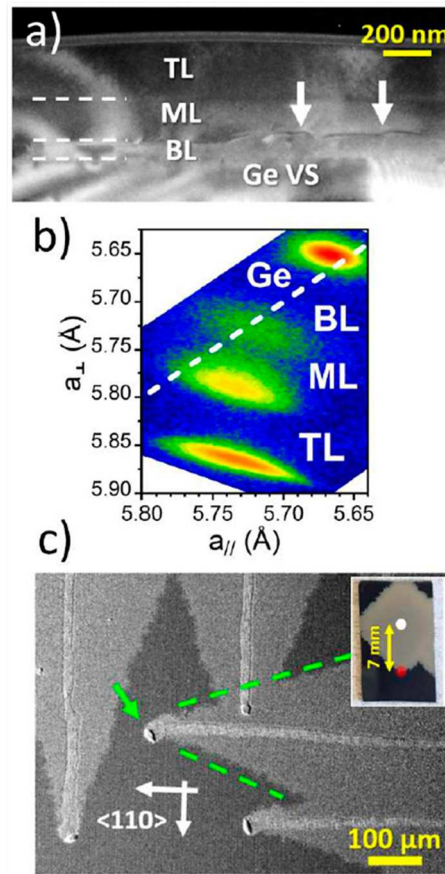 a)
200 nm
TL
ML
BL
Ge VS
b)
5.65
5.70
5.75
5.80
5.85
5.90
a⊥ (Å)
Ge
BL
ML
TL
5.80 5.75 5.70 5.65
a// (Å)
c)
7 mm
<110>
100 µm